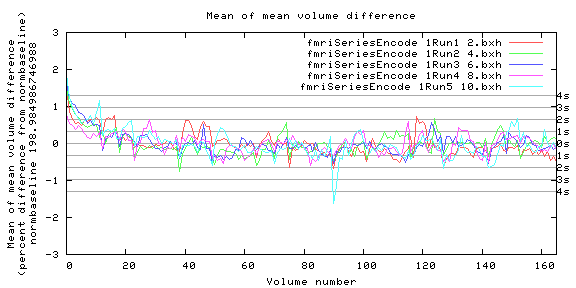 Mean of mean volume difference
fmriSeriesEncode 1Run1 2.bxh
fmriSeriesEncode 1Run2 4.bxh
fmriSeriesEncode 1Run3 6.bxh
fmriSeriesEncode 1Run4 8.bxh
fmriSeriesEncode 1Run5 10.bxh
Mean of mean volume difference
(percent difference from normbaseline)
normbaseline 198.984986746988
3
2
1
0
-1
-2
-3
4s
3s
2s
1s
0s
1s
2s
3s
4s
0 20 40 60 80 100 120 140 160
Volume number